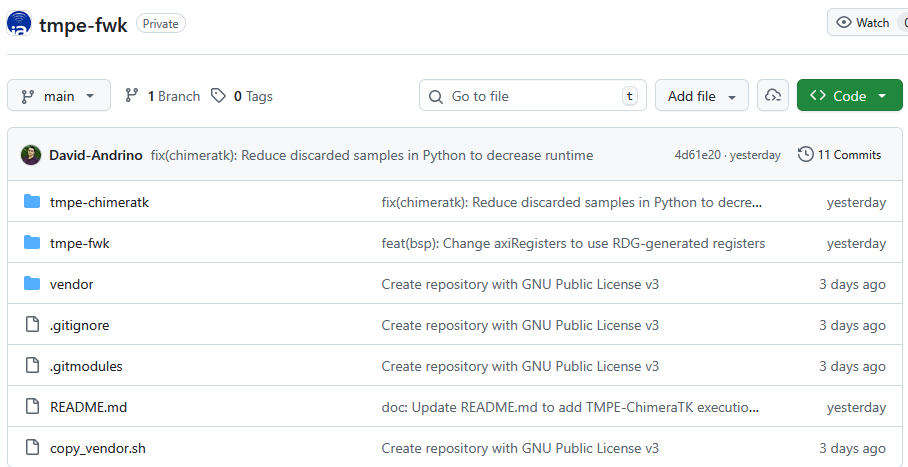 tmpe-fwk Private Watch
main 1 Branch 0 Tags Go to file t Add file Code
David-Andrino fix(chimeratk): Reduce discarded samples in Python to decrease runtime 4d61e20 · yesterday 11 Commits
tmpe-chimeratk fix(chimeratk): Reduce discarded samples in Python to decre... yesterday
tmpe-fwk feat(bsp): Change axiRegisters to use RDG-generated registers yesterday
vendor Create repository with GNU Public License v3 3 days ago
.gitignore Create repository with GNU Public License v3 3 days ago
.gitmodules Create repository with GNU Public License v3 3 days ago
README.md doc: Update README.md to add TMPE-ChimeraTK executio... yesterday
copy_vendor.sh Create repository with GNU Public License v3 3 days ago